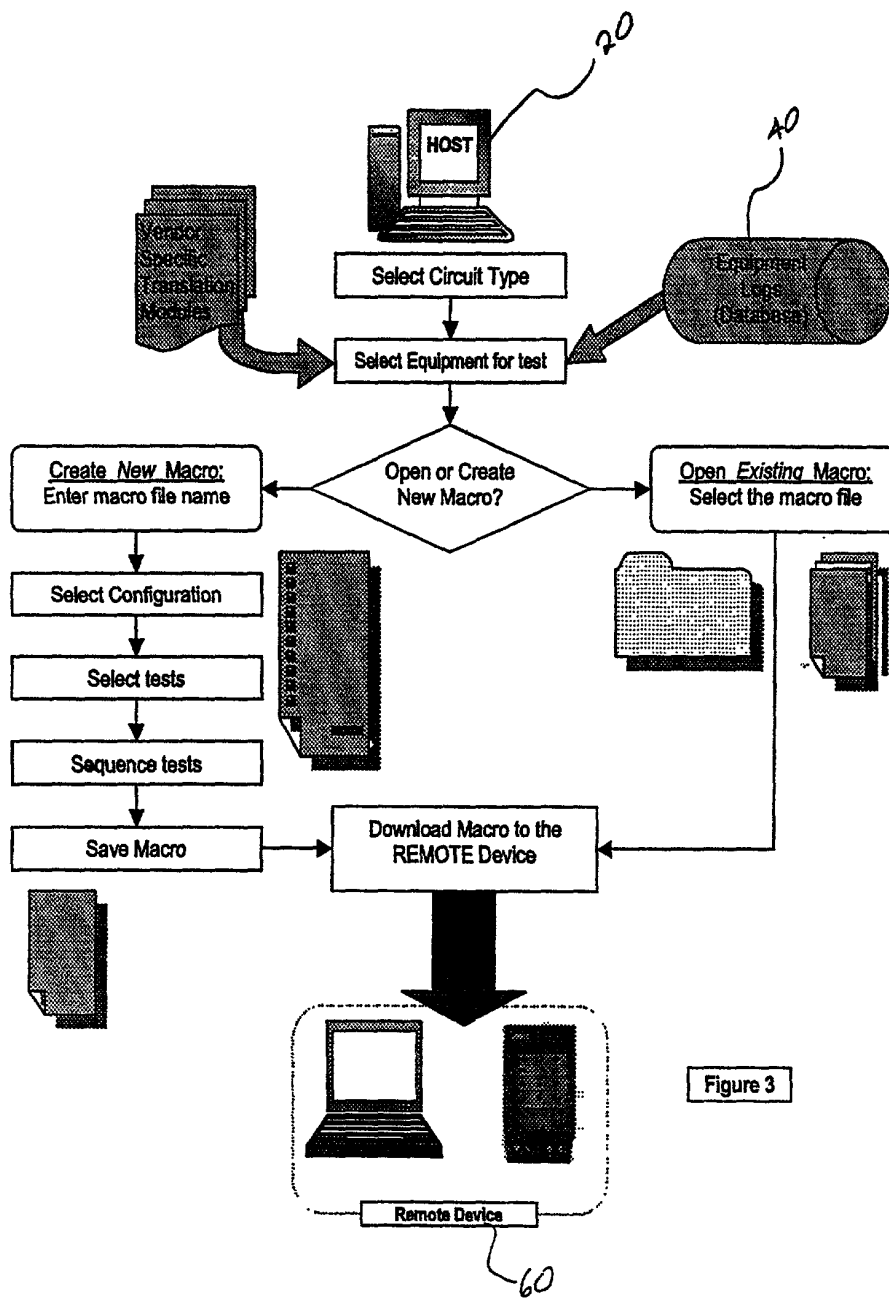 20
HOST
40
Vendor
Specific
Translation
Modules
Equipment
Logs
(Database)
Select Circuit Type
Select Equipment for test
Create New Macro:
Enter macro file name
Open or Create
New Macro?
Open Existing Macro:
Select the macro file
Select Configuration
Select tests
Sequence tests
Save Macro
Download Macro to the
REMOTE Device
Figure 3
Remote Device
60